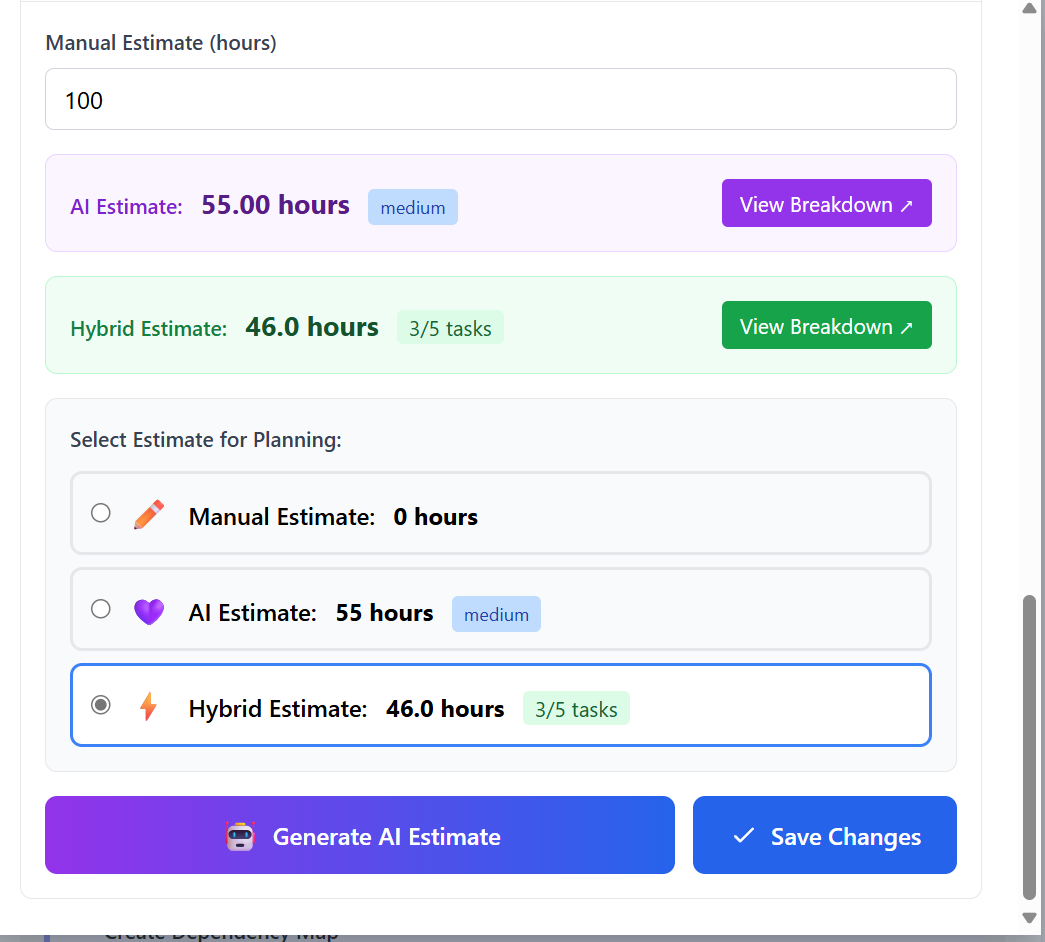 Manual Estimate (hours)
100
AI Estimate: 55.00 hours medium View Breakdown ↗
Hybrid Estimate: 46.0 hours 3/5 tasks View Breakdown ↗
Select Estimate for Planning:
Manual Estimate: 0 hours
AI Estimate: 55 hours medium
Hybrid Estimate: 46.0 hours 3/5 tasks
Generate AI Estimate ✓ Save Changes
Create Dependency Map